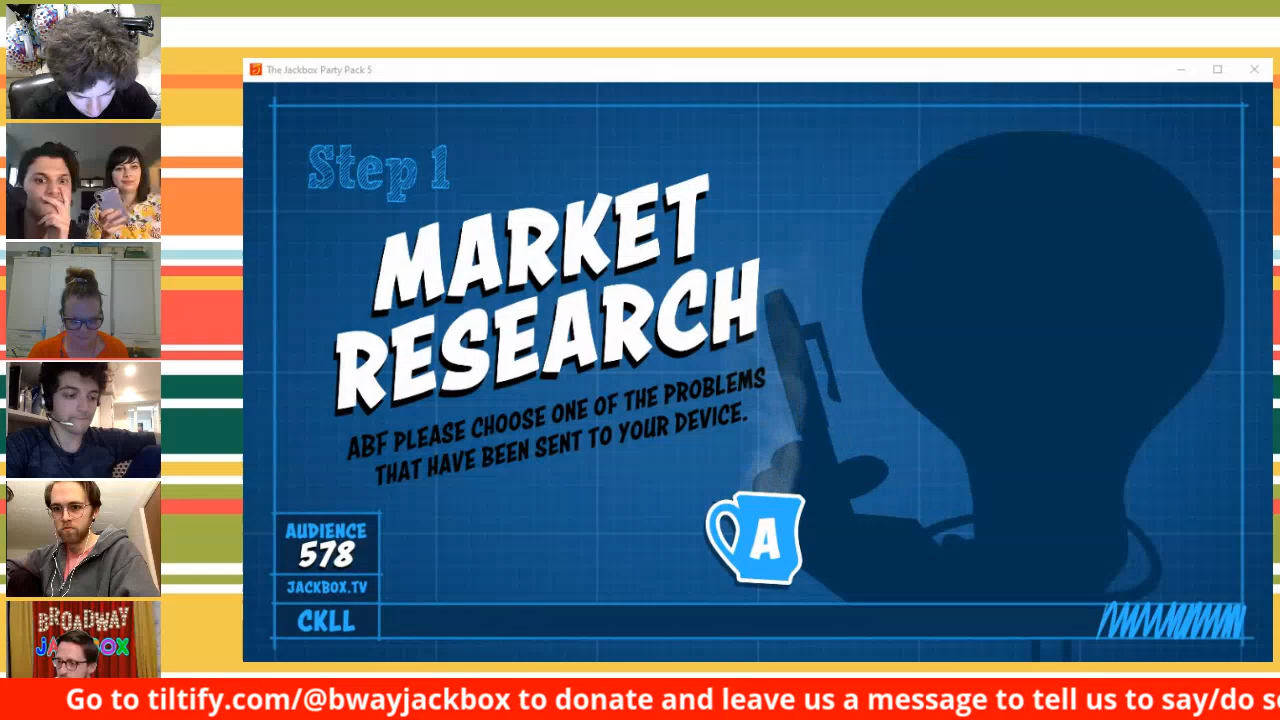 The Jackbox Party Pack 5
Step 1
MARKET
RESEARCH
ABF PLEASE CHOOSE ONE OF THE PROBLEMS
THAT HAVE BEEN SENT TO YOUR DEVICE.
A
AUDIENCE
578
JACKBOX.TV
CKLL
BROADWAY
Go to tiltify.com/@bwayjackbox to donate and leave us a message to tell us to say/do s